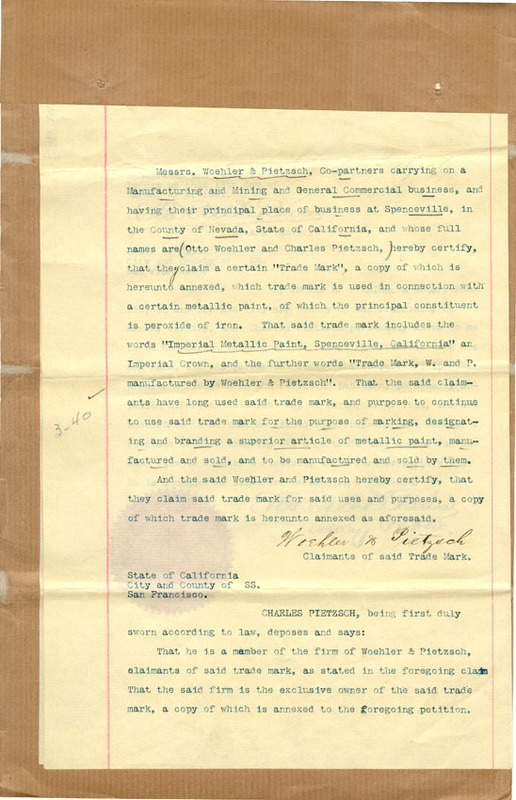 Messrs. Woehler & Pietzsch, Co-partners carrying on a
Manufacturing and Mining and General Commercial business, and
having their principal place of business at Spenceville, in
the County of Nevada, State of California, and whose full
names are (Otto Woehler and Charles Pietzsch, ) hereby certify,
that they claim a certain "Trade Mark", a copy of which is
hereunto annexed, which trade mark is used in connection with
a certain metallic paint, of which the principal constituent
is peroxide of iron. That said trade mark includes the
words "Imperial Metallic Paint, Spenceville, California" an
Imperial Crown, and the further words "Trade Mark, W. and P.
manufactured by Woehler & Pietzsch". That the said claim-
ants have long used said trade mark, and purpose to continue
to use said trade mark for the purpose of marking, designat-
ing and branding a superior article of metallic paint, manu-
factured and sold, and to be manufactured and sold by them.
And the said Woehler and Pietzsch hereby certify, that
they claim said trade mark for said uses and purposes, a copy
of which trade mark is hereunto annexed as aforesaid.
Woehler & Pietzsch
Claimants of said Trade Mark.
State of California
City and County of SS.
San Francisco.
CHARLES PIETZSCH, being first duly
sworn according to law, deposes and says:
That he is a member of the firm of Woehler & Pietzsch,
claimants of said trade mark, as stated in the foregoing claim
That the said firm is the exclusive owner of the said trade
mark, a copy of which is annexed to the foregoing petition.
3-40 ✓